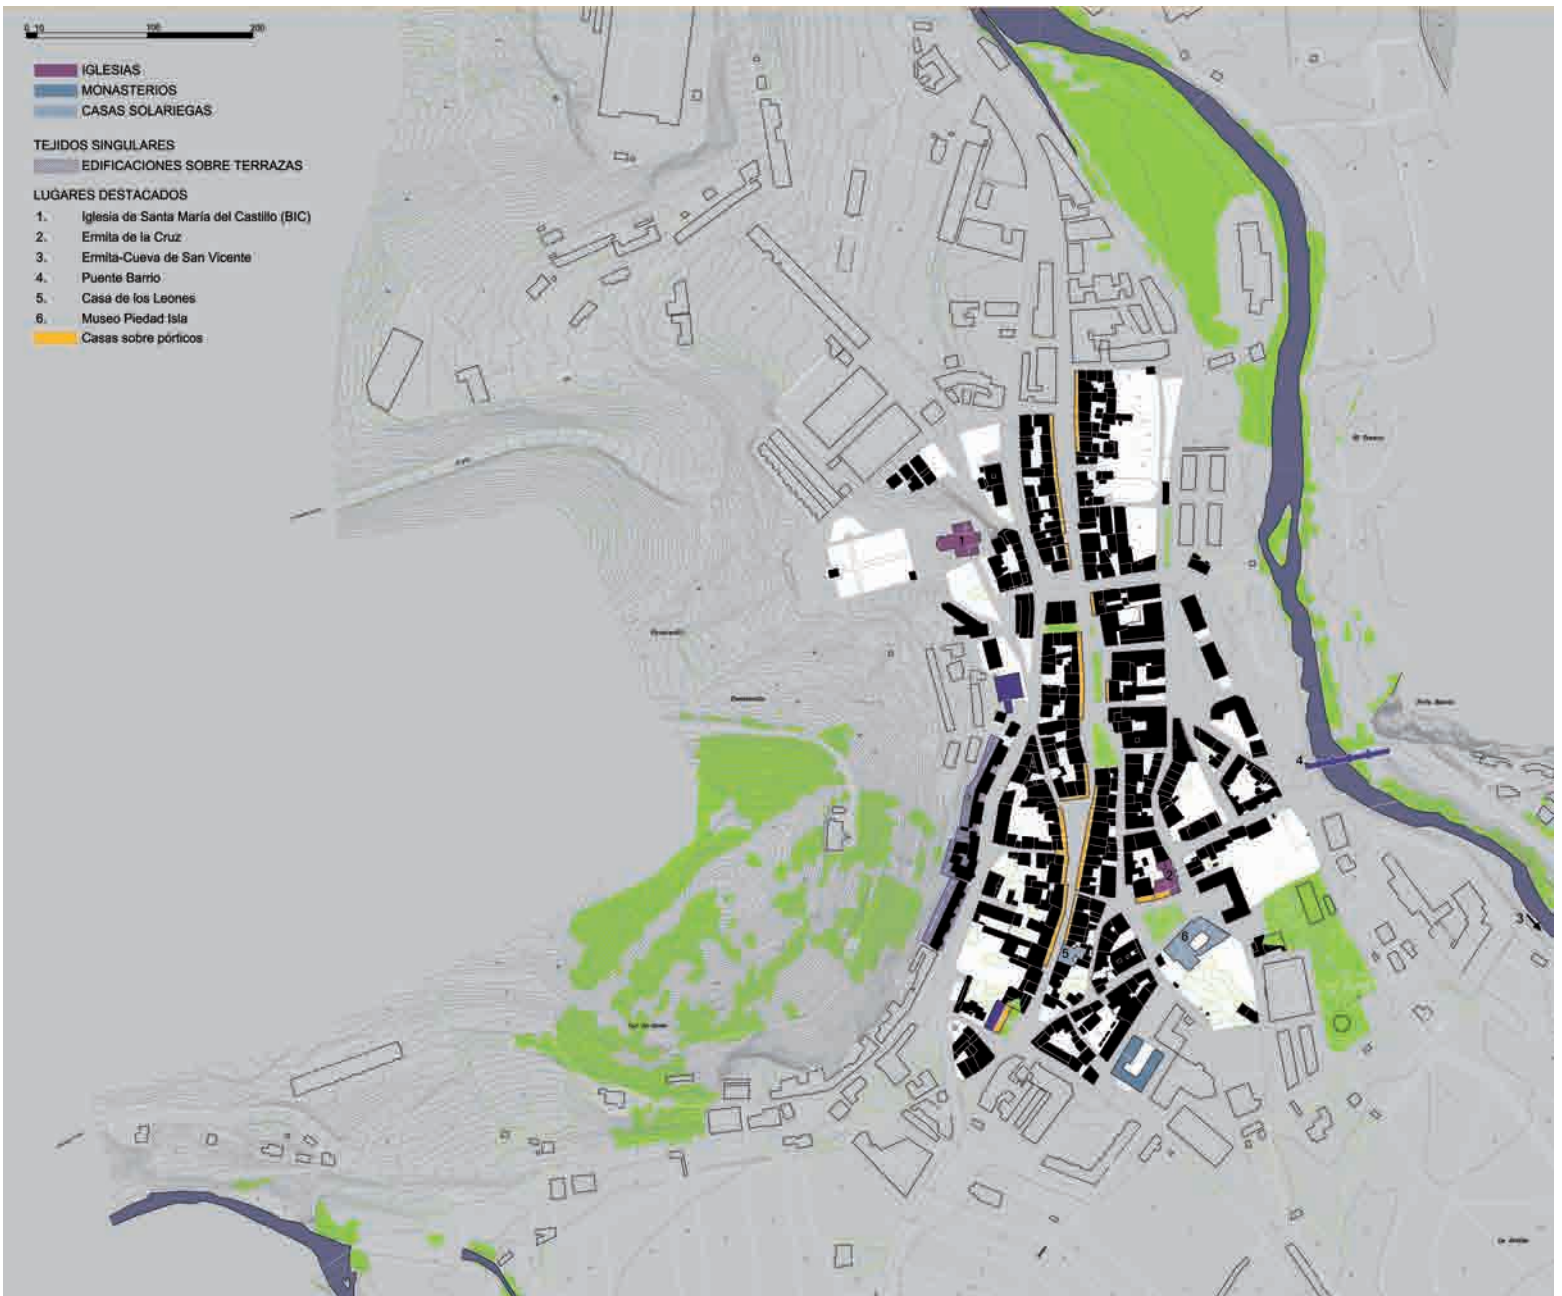 0 10 100 200
IGLESIAS
MONASTERIOS
CASAS SOLARIEGAS
TEJIDOS SINGULARES
EDIFICACIONES SOBRE TERRAZAS
LUGARES DESTACADOS
1. Iglesia de Santa María del Castillo (BIC)
2. Ermita de la Cruz
3. Ermita-Cueva de San Vicente
4. Puente Barrio
5. Casa de los Leones
6. Museo Piedad Isla
Casas sobre pórticos
1
4
2
3
6
5